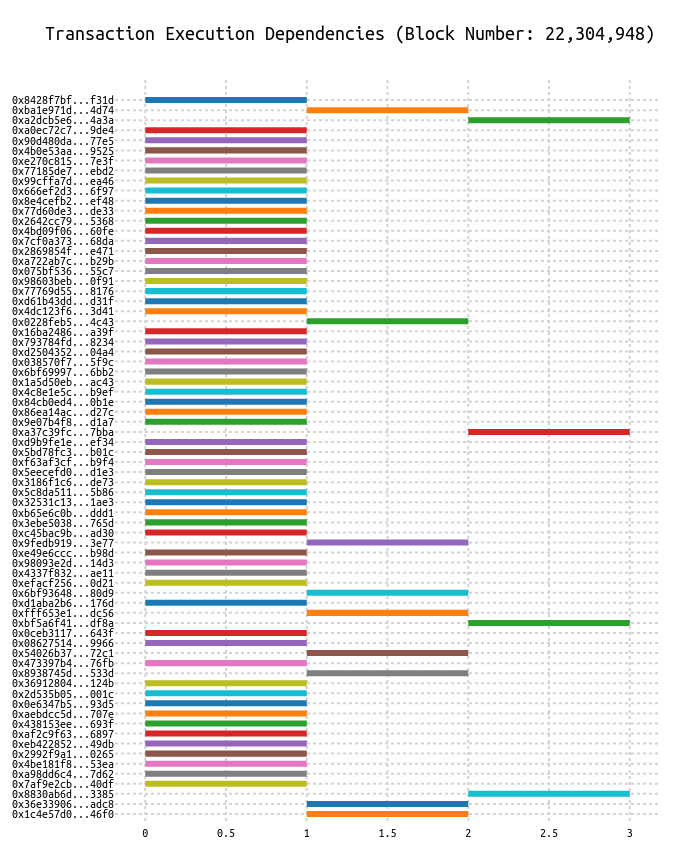 Transaction Execution Dependencies (Block Number: 22,304,948)
0x8428f7bf...f31d
0xba1e971d...4d74
0xa2dcb5e6...4a3a
0xa0ec72c7...9de4
0x90d480da...77e5
0x4b0e53aa...9525
0xe270c815...7e3f
0x77185de7...ebd2
0x99cffa7d...ea46
0x666ef2d3...6f97
0x8e4cefb2...ef48
0x77d60de3...de33
0x2642cc79...5368
0x4bd09f06...60fe
0x7cf0a373...68da
0x2869854f...e471
0xa722ab7c...b29b
0x075bf536...55c7
0x98603beb...0f91
0x77769d55...8176
0xd61b43dd...d31f
0x4dc123f6...3d41
0x0228feb5...4c43
0x16ba2486...a39f
0x793784fd...8234
0xd2504352...04a4
0x038570f7...5f9c
0x6bf69997...6bb2
0x1a5d50eb...ac43
0x4c8e1e5c...b9ef
0x84cb0ed4...0b1e
0x86ea14ac...d27c
0x9e07b4f8...d1a7
0xa37c39fc...7bba
0xd9b9fe1e...ef34
0x5bd78fc3...b01c
0xf63af3cf...b9f4
0x5eecefd0...d1e3
0x3186f1c6...de73
0x5c8da511...5b86
0x32531c13...1ae3
0xb65e6c0b...ddd1
0x3ebe5038...765d
0xc45bac9b...ad30
0x9fedb919...3e77
0xe49e6ccc...b98d
0x98093e2d...14d3
0x4337f832...ae11
0xefacf256...0d21
0x6bf93648...80d9
0xd1aba2b6...176d
0xfff653e1...dc56
0xbf5a6f41...df8a
0x0ceb3117...643f
0x08627514...9966
0x54026b37...72c1
0x473397b4...76fb
0x8938745d...533d
0x36912804...124b
0x2d535b05...001c
0x0e6347b5...93d5
0xaebdcc5d...707e
0x438153ee...693f
0xaf2c9f63...6897
0xeb422852...49db
0x2992f9a1...0265
0x4be181f8...53ea
0xa98dd6c4...7d62
0x7af9e2cb...40df
0x8830ab6d...3385
0x36e33906...adc8
0x1c4e57d0...46f0
0 0.5 1 1.5 2 2.5 3